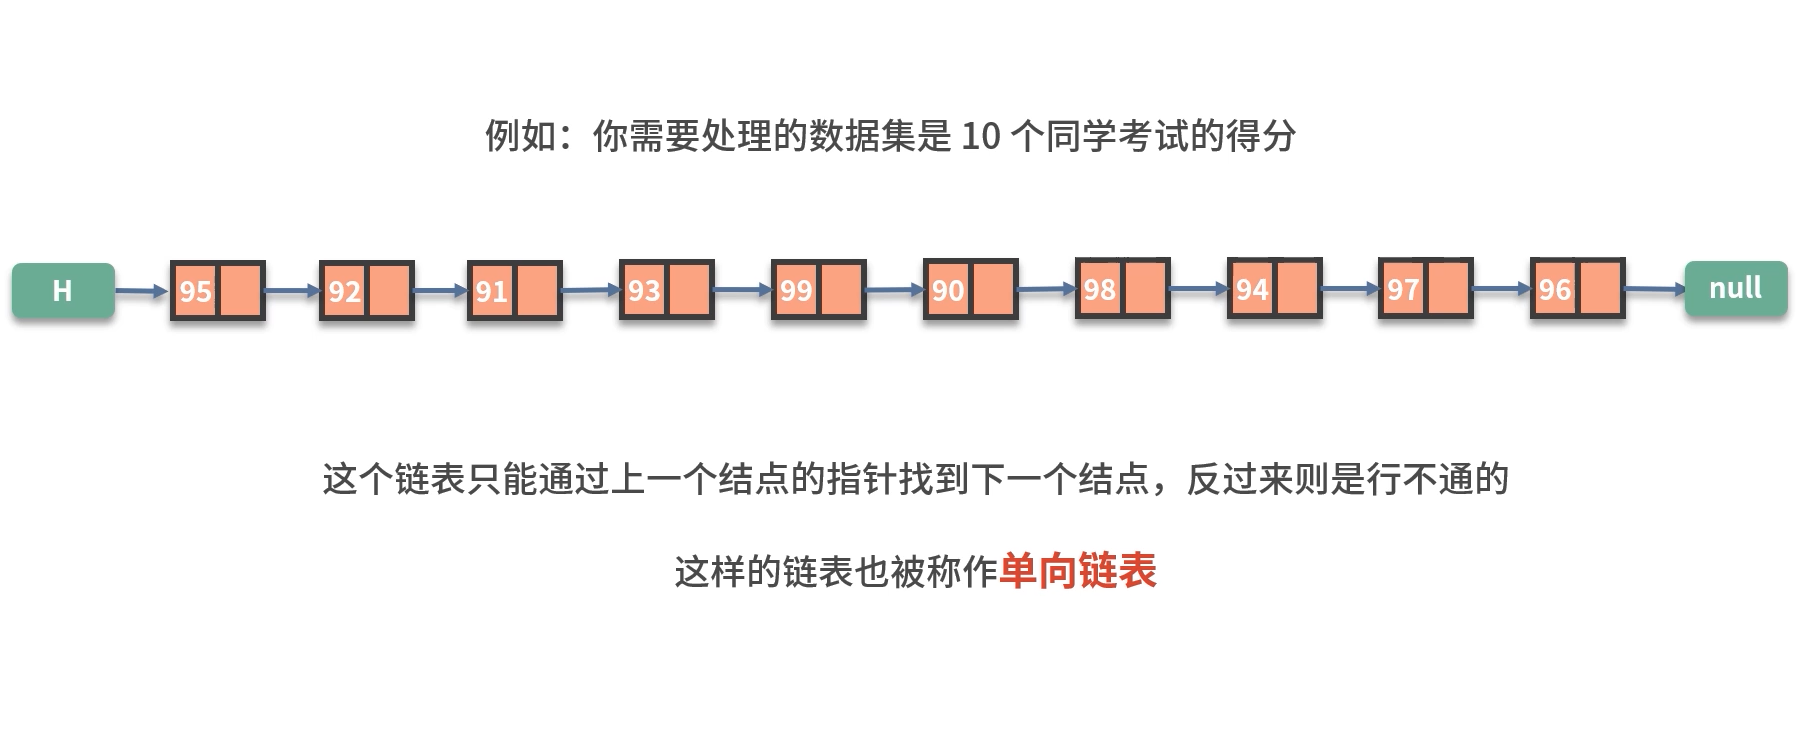 例如：你需要处理的数据集是 10 个同学考试的得分
H 95 92 91 93 99 90 98 94 97 96 null
这个链表只能通过上一个结点的指针找到下一个结点，反过来则是行不通的
这样的链表也被称作单向链表